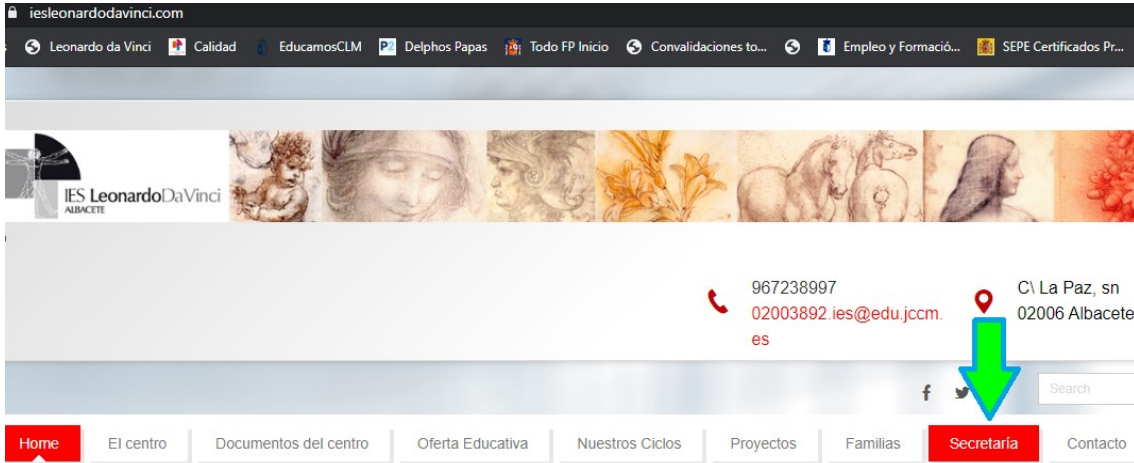 iesleonardodavinci.com
Leonardo da Vinci Calidad EducamosCLM P2 Delphos Papas Todo FP Inicio Convalidaciones to... Empleo y Formació... SEPE Certificados Pr...
IES LeonardoDaVinci
ALBACETE
967238997
02003892.ies@edu.jccm.
es
C\ La Paz, sn
02006 Albacete
Search
Home El centro Documentos del centro Oferta Educativa Nuestros Ciclos Proyectos Familias Secretaría Contacto